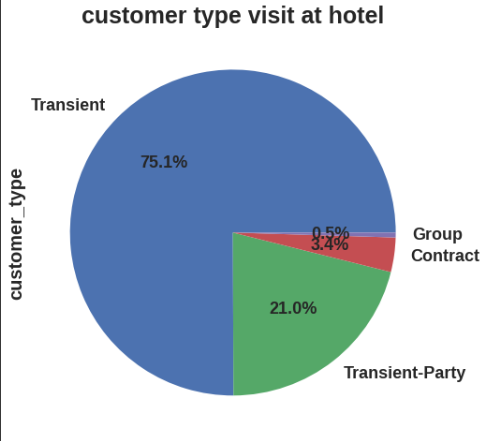 customer type visit at hotel
Transient
75.1%
customer_type
0.5%
Group
3.4%
Contract
21.0%
Transient-Party